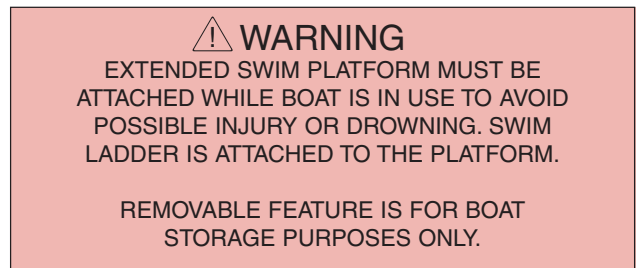 ⚠ WARNING
EXTENDED SWIM PLATFORM MUST BE
ATTACHED WHILE BOAT IS IN USE TO AVOID
POSSIBLE INJURY OR DROWNING. SWIM
LADDER IS ATTACHED TO THE PLATFORM.
REMOVABLE FEATURE IS FOR BOAT
STORAGE PURPOSES ONLY.